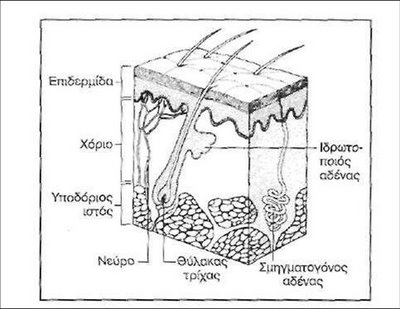 Επιδερμίδα
Χόριο
Υποδόριος
ιστός
Νεύρο
Θύλακας
τρίχας
Σμηγματογόνος
αδένας
Ιδρωτο-
ποιός
αδένας